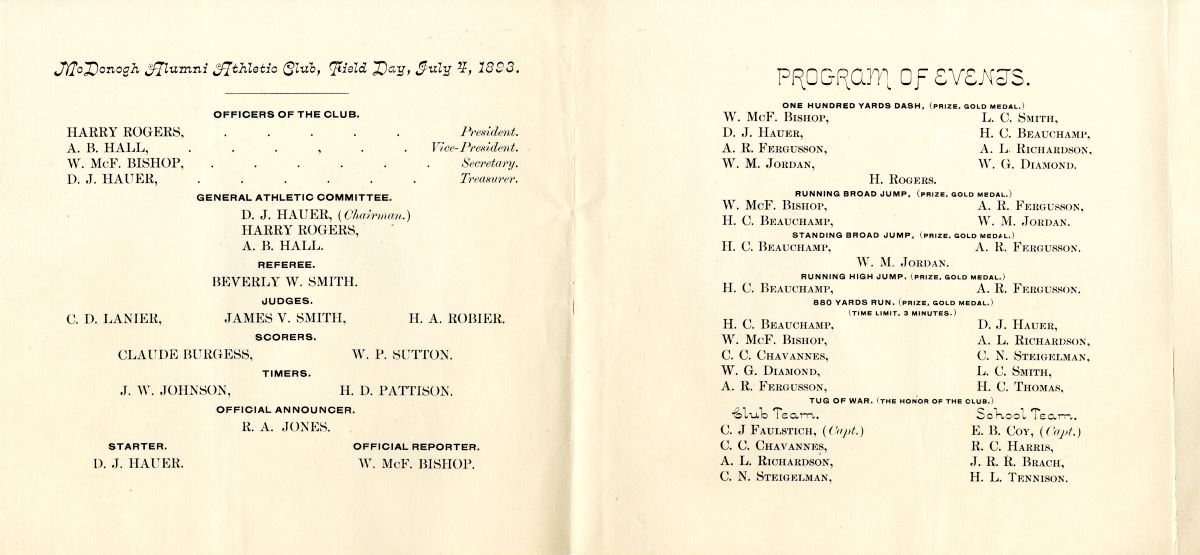 McDonogh Alumni Athletic Club, Field Day, July 4, 1893.
OFFICERS OF THE CLUB.
HARRY ROGERS, . . . . . President.
A. B. HALL, . . . , . . Vice-President.
W. McF. BISHOP, . . . . . . Secretary.
D. J. HAUER, . . . . . . Treasurer.
GENERAL ATHLETIC COMMITTEE.
D. J. HAUER, (Chairman.)
HARRY ROGERS,
A. B. HALL.
REFEREE.
BEVERLY W. SMITH.
JUDGES.
C. D. LANIER, JAMES V. SMITH, H. A. ROBIER.
SCORERS.
CLAUDE BURGESS, W. P. SUTTON.
TIMERS.
J. W. JOHNSON, H. D. PATTISON.
OFFICIAL ANNOUNCER.
R. A. JONES.
STARTER. OFFICIAL REPORTER.
D. J. HAUER. W. McF. BISHOP.
PROGRAM OF EVENTS.
ONE HUNDRED YARDS DASH, (PRIZE, GOLD MEDAL.)
W. McF. BISHOP, L. C. SMITH,
D. J. HAUER, H. C. BEAUCHAMP,
A. R. FERGUSSON, A. L. RICHARDSON,
W. M. JORDAN, W. G. DIAMOND.
H. ROGERS.
RUNNING BROAD JUMP, (PRIZE, GOLD MEDAL.)
W. McF. BISHOP, A. R. FERGUSSON,
H. C. BEAUCHAMP, W. M. JORDAN.
STANDING BROAD JUMP, (PRIZE, GOLD MEDAL.)
H. C. BEAUCHAMP, A. R. FERGUSSON.
W. M. JORDAN.
RUNNING HIGH JUMP. (PRIZE, GOLD MEDAL.)
H. C. BEAUCHAMP, A. R. FERGUSSON.
880 YARDS RUN. (PRIZE, GOLD MEDAL.)
(TIME LIMIT, 3 MINUTES.)
H. C. BEAUCHAMP, D. J. HAUER,
W. McF. BISHOP, A. L. RICHARDSON,
C. C. CHAVANNES, C. N. STEIGELMAN,
W. G. DIAMOND, L. C. SMITH,
A. R. FERGUSSON, H. C. THOMAS,
TUG OF WAR. (THE HONOR OF THE CLUB.)
Club Team. School Team.
C. J FAULSTICH, (Capt.) E. B. COY, (Capt.)
C. C. CHAVANNES, R. C. HARRIS,
A. L. RICHARDSON, J. R. R. BRACH,
C. N. STEIGELMAN, H. L. TENNISON.